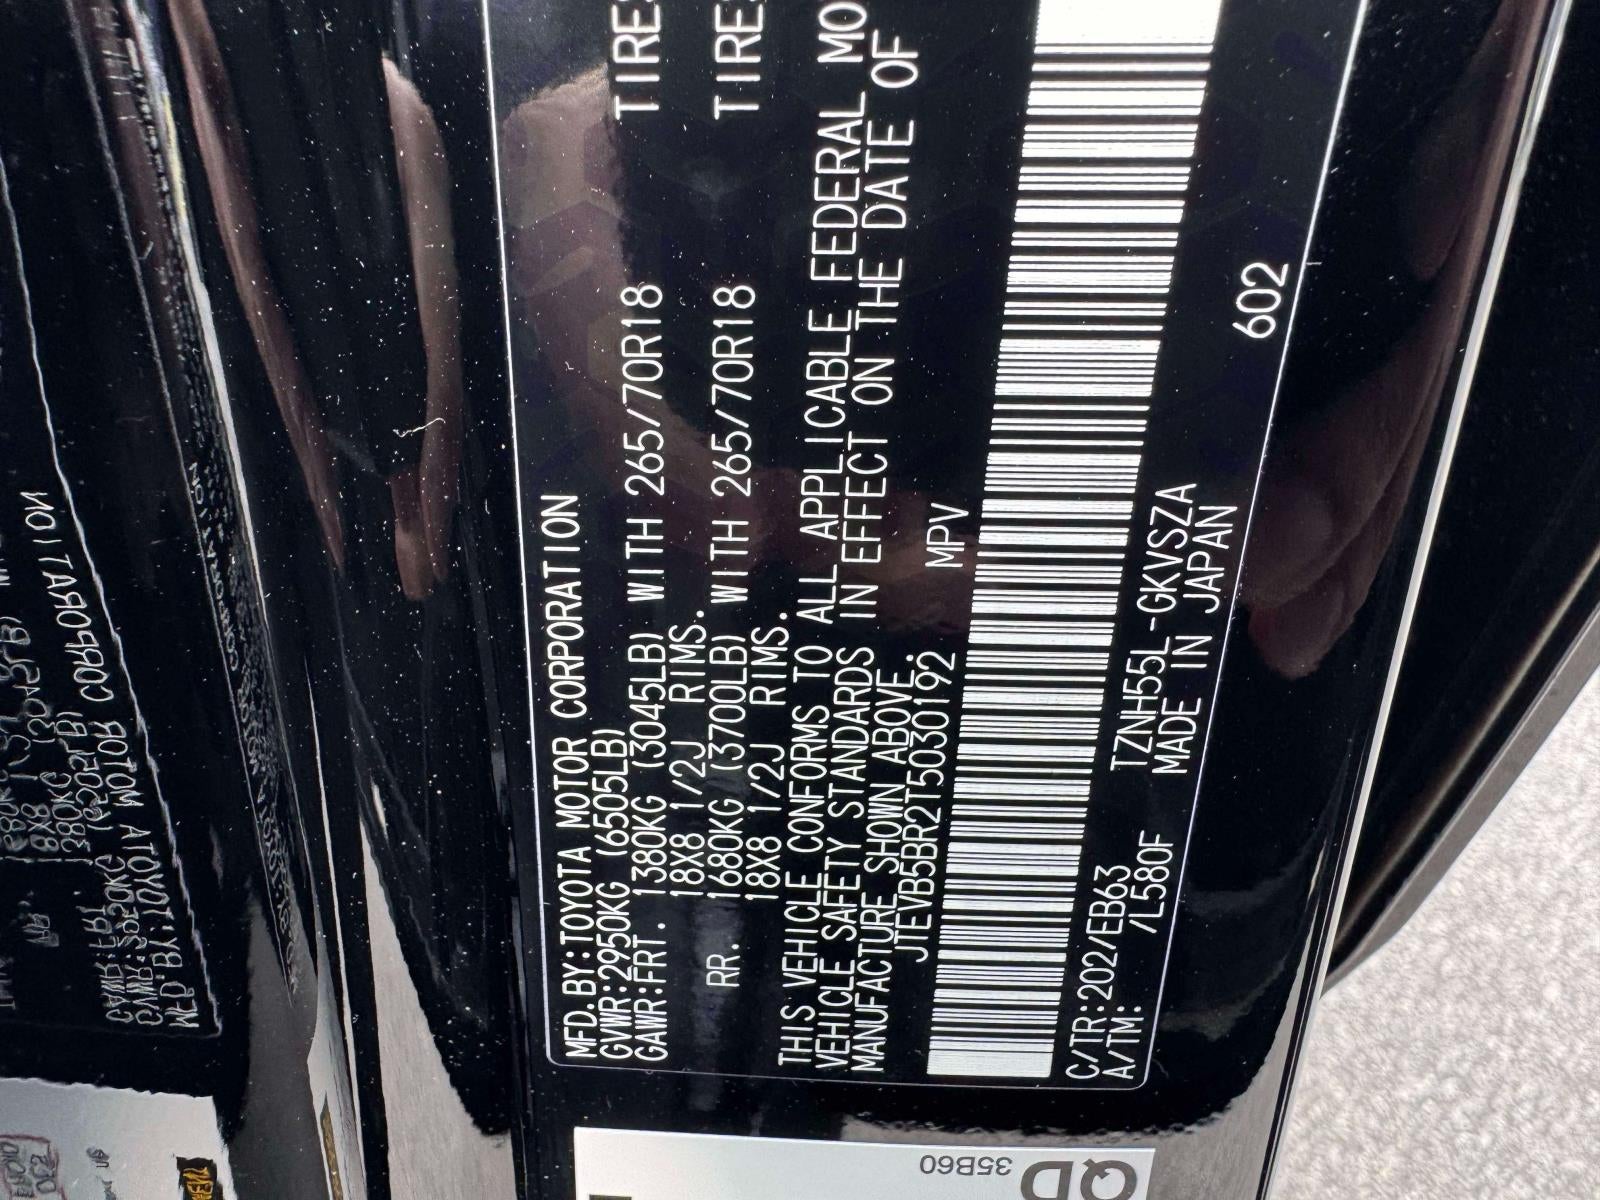 MFD.BY:TOYOTA MOTOR CORPORATION
GVWR:2950KG (6505LB)
GAWR:FRT. 1380KG (3045LB) WITH 265/70R18 TIRES
18X8 1/2J RIMS.
RR. 1680KG (3700LB) WITH 265/70R18 TIRE
18X8 1/2J RIMS.
THIS VEHICLE CONFORMS TO ALL APPLICABLE FEDERAL MO
VEHICLE SAFETY STANDARDS IN EFFECT ON THE DATE OF
MANUFACTURE SHOWN ABOVE.
JTEVB5BR2T5030192 MPV
C/TR:202/EB63 TZNH55L-GKVSZA
A/TM: /L580F MADE IN JAPAN
602
QD
35B60